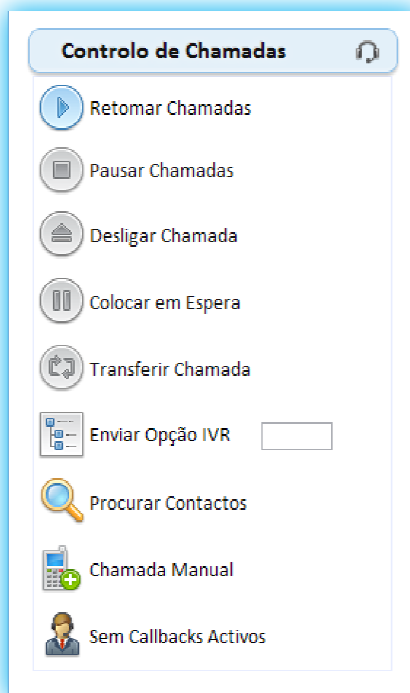 Controlo de Chamadas
Retomar Chamadas
Pausar Chamadas
Desligar Chamada
Colocar em Espera
Transferir Chamada
Enviar Opção IVR
Procurar Contactos
Chamada Manual
Sem Callbacks Activos